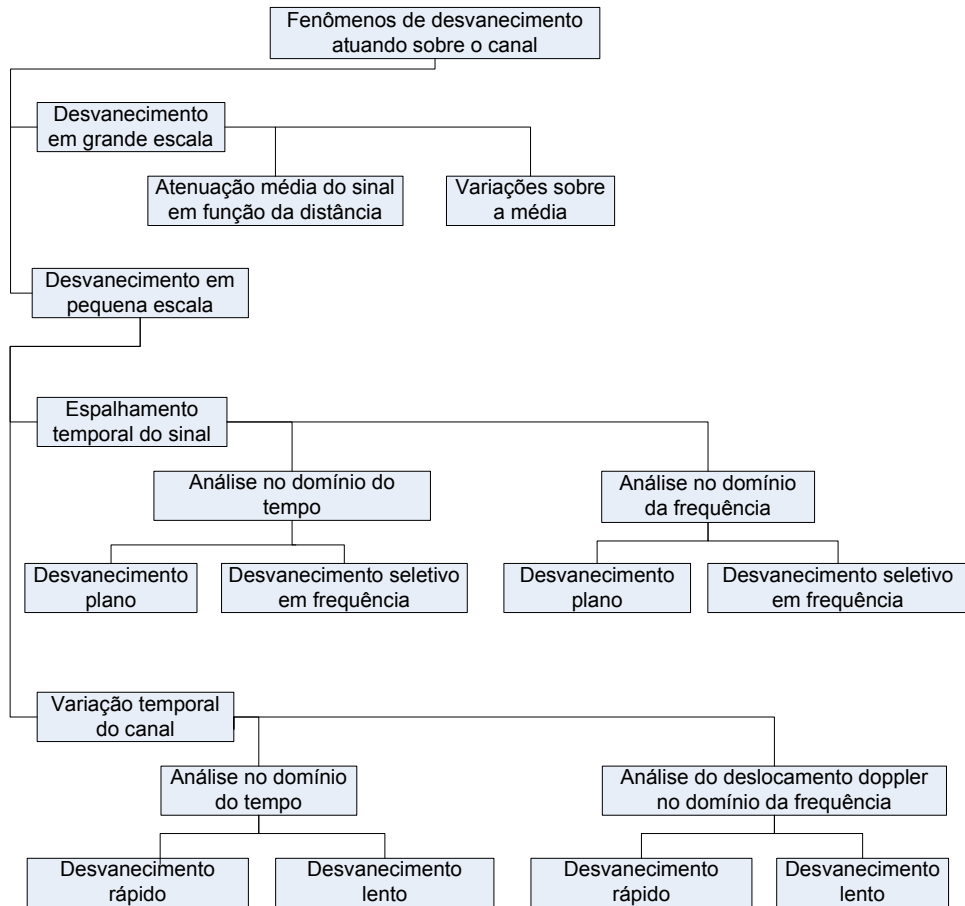 Fenômenos de desvanecimento
atuando sobre o canal
Desvanecimento
em grande escala
Atenuação média do sinal
em função da distância
Variações sobre
a média
Desvanecimento em
pequena escala
Espalhamento
temporal do sinal
Análise no domínio do
tempo
Análise no domínio
da frequência
Desvanecimento
plano
Desvanecimento seletivo
em frequência
Desvanecimento
plano
Desvanecimento seletivo
em frequência
Variação temporal
do canal
Análise no domínio
do tempo
Análise do deslocamento doppler
no domínio da frequência
Desvanecimento
rápido
Desvanecimento
lento
Desvanecimento
rápido
Desvanecimento
lento